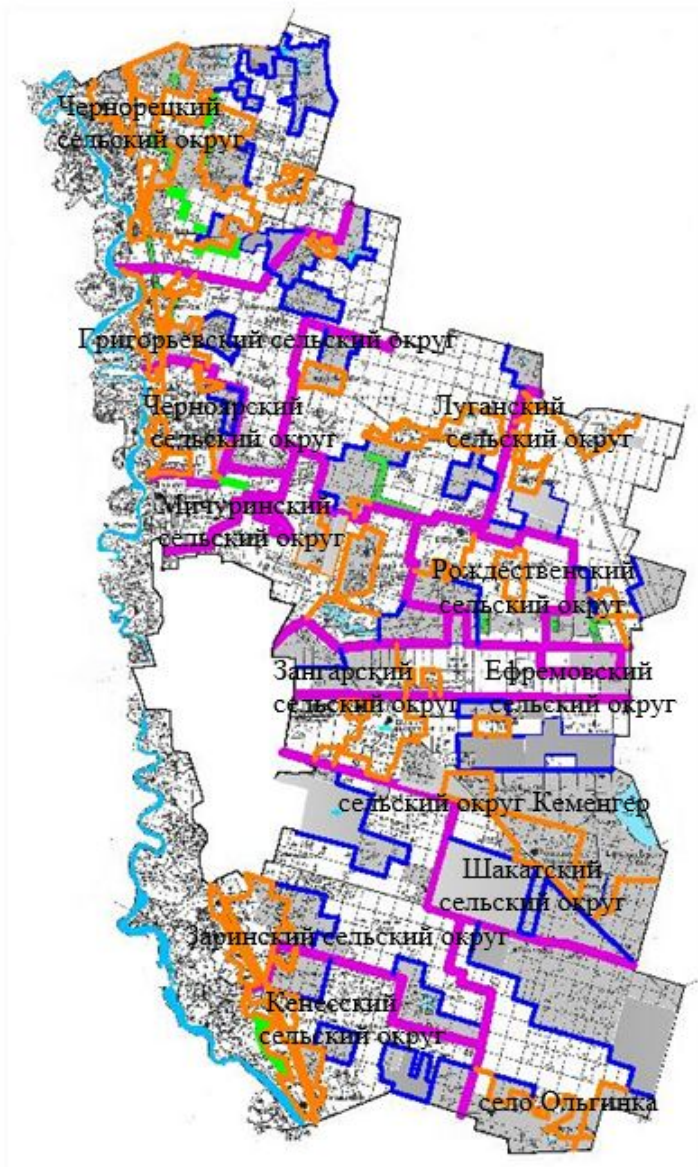 Чернорецкий
сельский округ
Григорьевский сельский округ
Черноярский
сельский округ
Луганский
сельский округ
Мичуринский
сельский округ
Рождественский
сельский округ
Зангарский
сельский округ
Ефремовский
сельский округ
сельский округ Кеменгер
Шакатский
сельский округ
Заринский сельский округ
Кенесский
сельский округ
село Ольгинка